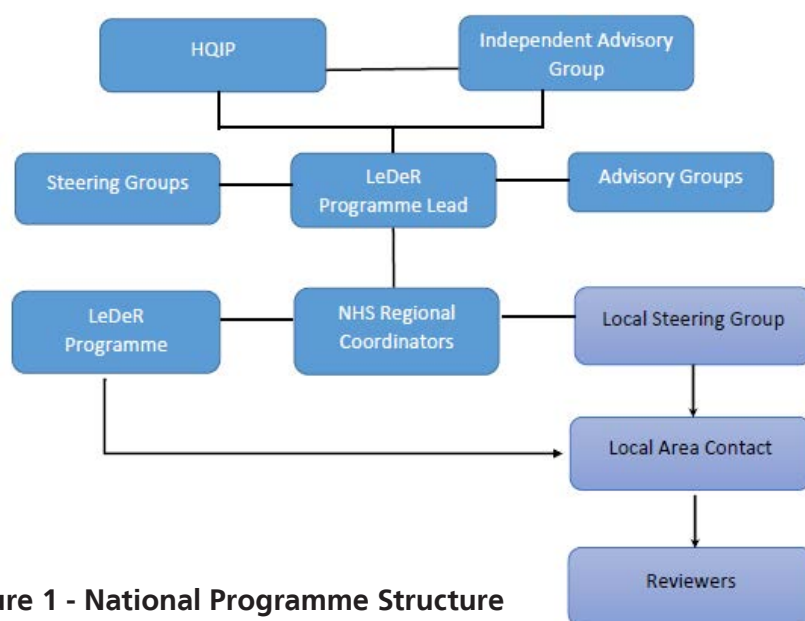 HQIP
Independent Advisory
Group
Steering Groups
LeDeR
Programme Lead
Advisory Groups
LeDeR
Programme
NHS Regional
Coordinators
Local Steering Group
Local Area Contact
Reviewers
ure 1 - National Programme Structure